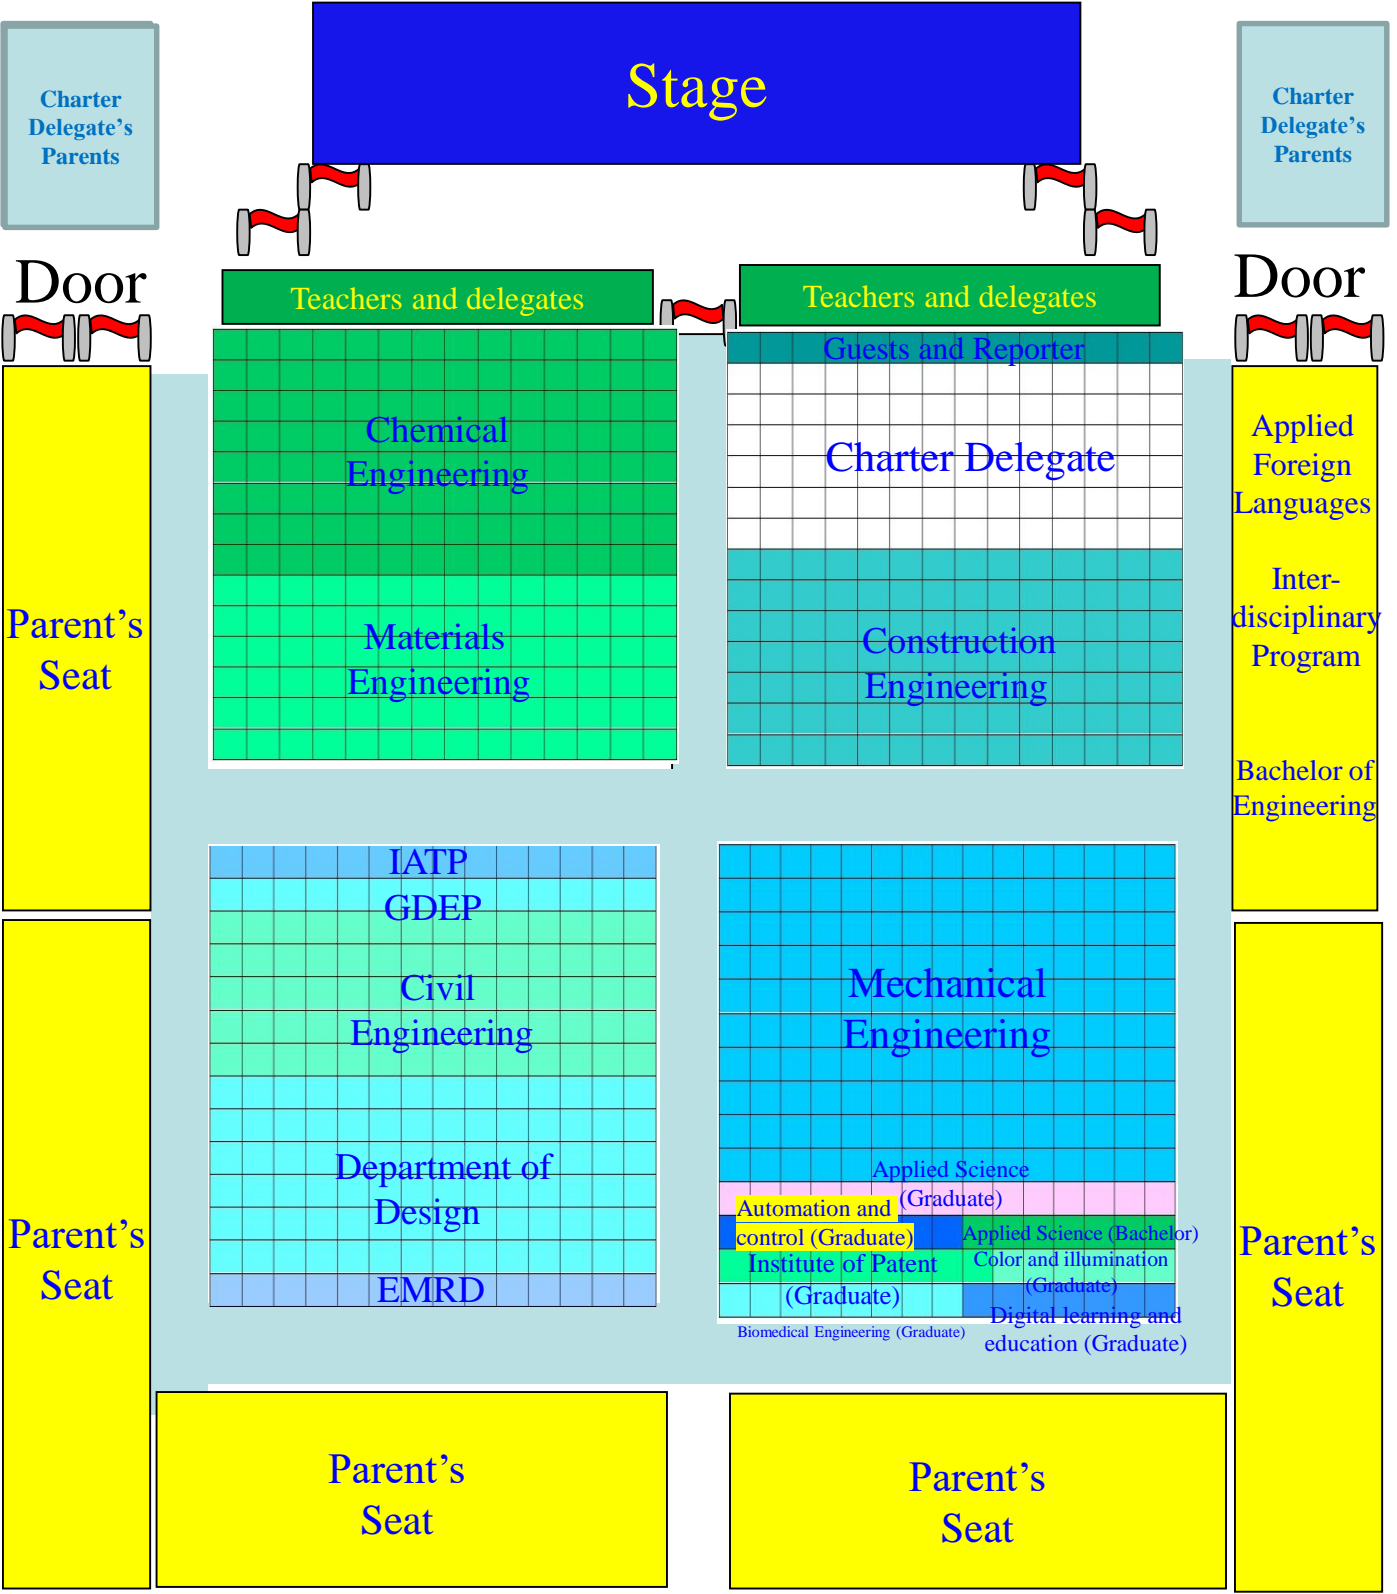 Stage
Charter
Delegate's
Parents
Charter
Delegate's
Parents
Door
Door
Teachers and delegates
Teachers and delegates
Guests and Reporter
Chemical
Engineering
Charter Delegate
Materials
Engineering
Construction
Engineering
Parent's
Seat
Applied
Foreign
Languages
Inter-
disciplinary
Program
Bachelor of
Engineering
IATP
GDEP
Civil
Engineering
Department of
Design
EMRD
Mechanical
Engineering
Applied Science
(Graduate)
Automation and
control (Graduate)
Applied Science (Bachelor)
Institute of Patent
(Graduate)
Color and illumination
(Graduate)
Biomedical Engineering (Graduate)
Digital learning and
education (Graduate)
Parent's
Seat
Parent's
Seat
Parent's
Seat
Parent's
Seat